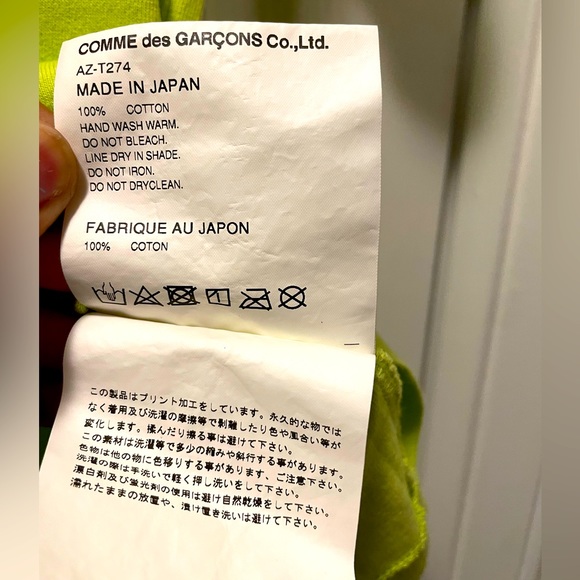 COMME des GARÇONS Co.,Ltd.
AZ-T274
MADE IN JAPAN
100% COTTON
HAND WASH WARM.
DO NOT BLEACH.
LINE DRY IN SHADE.
DO NOT IRON.
DO NOT DRYCLEAN.
FABRIQUE AU JAPON
100% COTON
この製品はプリント加工をしています。永久的な物では
なく着用及び洗濯の摩擦等で剥離したり色や風合い等が
変化します。揉んだり擦る事は避けて下さい。
この素材は洗濯等で多少の縮みや斜行する事があります。
色物は他の物に色移りする事があります、ご注意下さい。
洗濯の際は手洗いで軽く押し洗いをして下さい。
漂白剤及び蛍光剤の使用は避け自然乾燥をして下さい。
濡れたままの放置や、漬け置き洗いは避けて下さい。